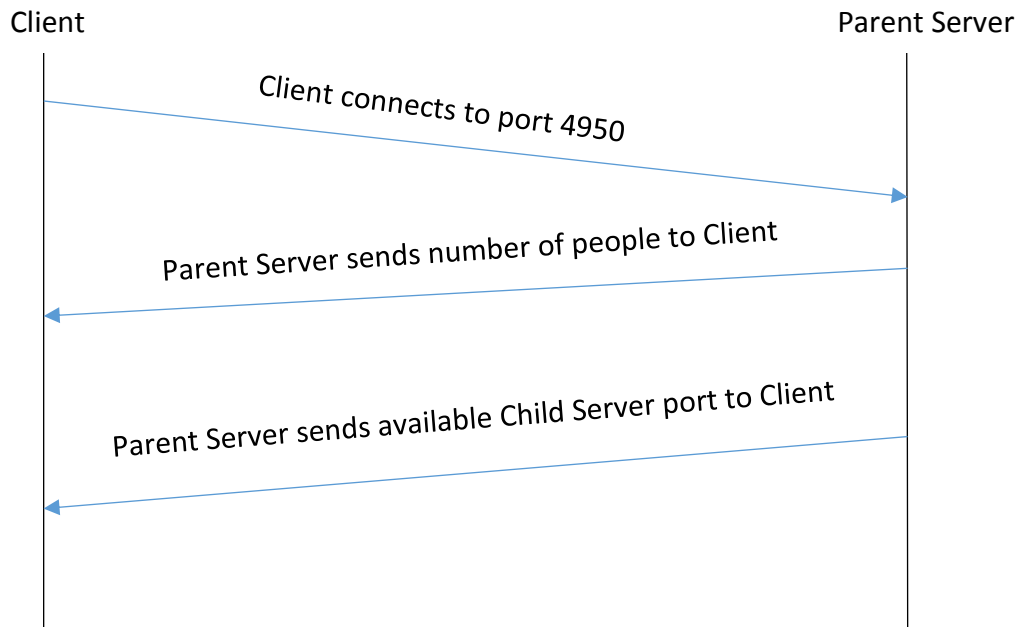 Client
Parent Server
Client connects to port 4950
Parent Server sends number of people to Client
Parent Server sends available Child Server port to Client